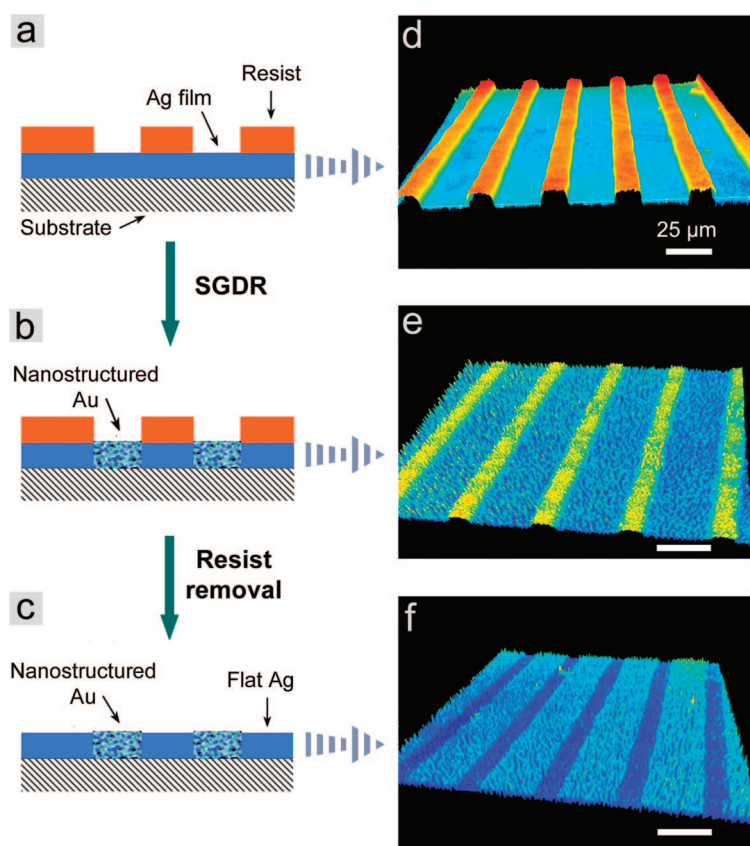 a
Resist
Ag film
Substrate
SGDR
b
Nanostructured
Au
Resist
removal
c
Nanostructured
Au
Flat Ag
d
25 μm
e
f